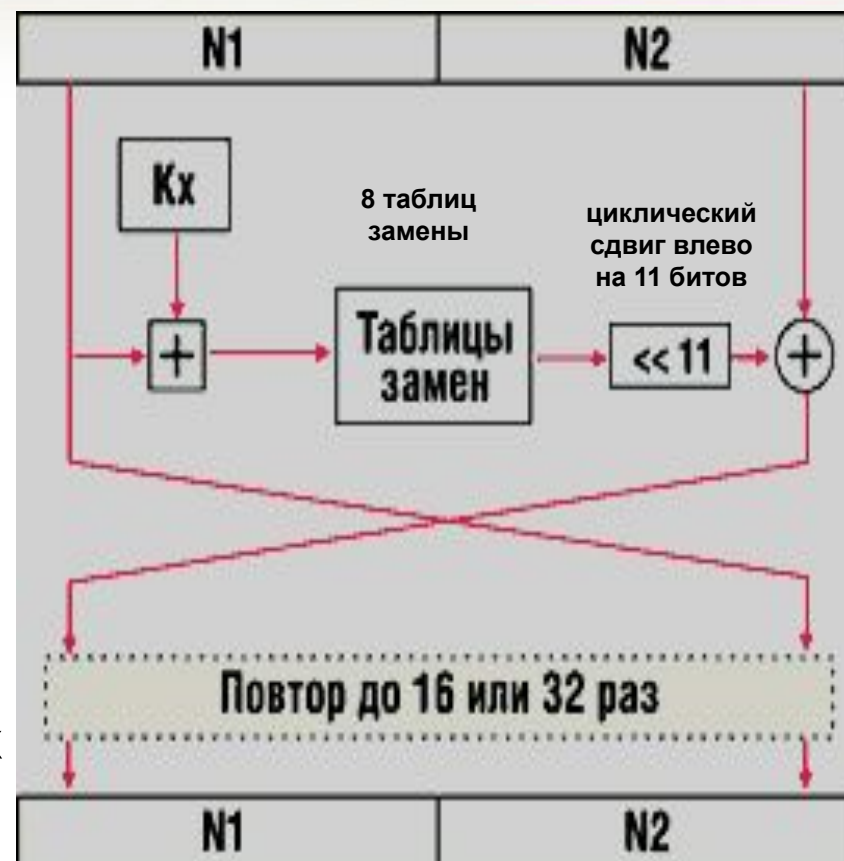 N1
N2
Кх
8 таблиц
замены
циклический
сдвиг влево
на 11 битов
+
Таблицы
замен
<< 11
+
Повтор до 16 или 32 раз
N1
N2